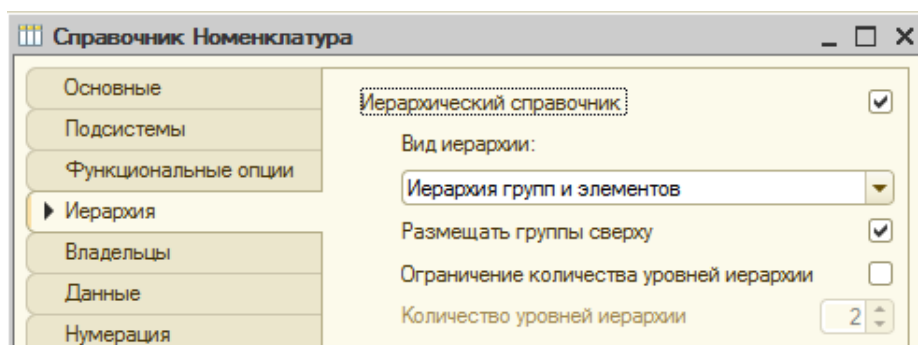 Справочник Номенклатура
Основные
Подсистемы
Функциональные опции
Иерархия
Владельцы
Данные
Нумерация
Иерархический справочник
Вид иерархии:
Иерархия групп и элементов
Размещать группы сверху
Ограничение количества уровней иерархии
Количество уровней иерархии 2